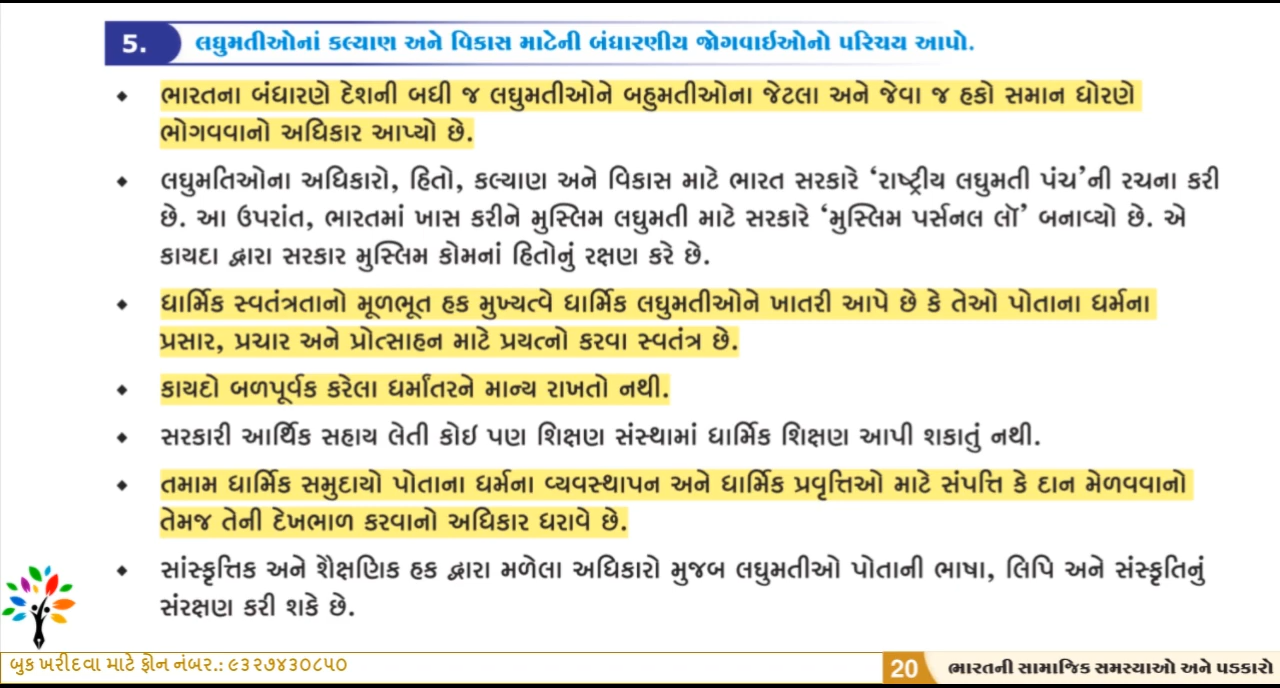 5. લઘુમતીઓનાં કલ્યાણ અને વિકાસ માટેની બંધારણીય જોગવાઇઓનો પરિચય આપો.
◆ ભારતના બંધારણે દેશની બધી જ લઘુમતીઓને બહુમતીઓના જેટલા અને જેવા જ હકો સમાન ધોરણે
ભોગવવાનો અધિકાર આપ્યો છે.
◆ લઘુમતિઓના અધિકારો, હિતો, કલ્યાણ અને વિકાસ માટે ભારત સરકારે ‘રાષ્ટ્રીય લઘુમતી પંચ’ની રચના કરી
છે. આ ઉપરાંત, ભારતમાં ખાસ કરીને મુસ્લિમ લઘુમતી માટે સરકારે ‘મુસ્લિમ પર્સનલ લૉ’ બનાવ્યો છે. એ
કાયદા દ્વારા સરકાર મુસ્લિમ કોમનાં હિતોનું રક્ષણ કરે છે.
◆ ધાર્મિક સ્વતંત્રતાનો મૂળભૂત હક મુખ્યત્વે ધાર્મિક લઘુમતીઓને ખાતરી આપે છે કે તેઓ પોતાના ધર્મના
પ્રસાર, પ્રચાર અને પ્રોત્સાહન માટે પ્રયત્નો કરવા સ્વતંત્ર છે.
◆ કાયદો બળપૂર્વક કરેલા ધર્માંતરને માન્ય રાખતો નથી.
◆ સરકારી આર્થિક સહાય લેતી કોઇ પણ શિક્ષણ સંસ્થામાં ધાર્મિક શિક્ષણ આપી શકાતું નથી.
◆ તમામ ધાર્મિક સમુદાયો પોતાના ધર્મના વ્યવસ્થાપન અને ધાર્મિક પ્રવૃત્તિઓ માટે સંપત્તિ કે દાન મેળવવાનો
તેમજ તેની દેખભાળ કરવાનો અધિકાર ધરાવે છે.
◆ સાંસ્કૃત્તિક અને શૈક્ષણિક હક દ્વારા મળેલા અધિકારો મુજબ લઘુમતીઓ પોતાની ભાષા, લિપિ અને સંસ્કૃતિનું
સંરક્ષણ કરી શકે છે.
બુક ખરીદવા માટે ફોન નંબર.: ૯૩૨૭૪૩૦૮૫૦
20 ભારતની સામાજિક સમસ્યાઓ અને પડકારો